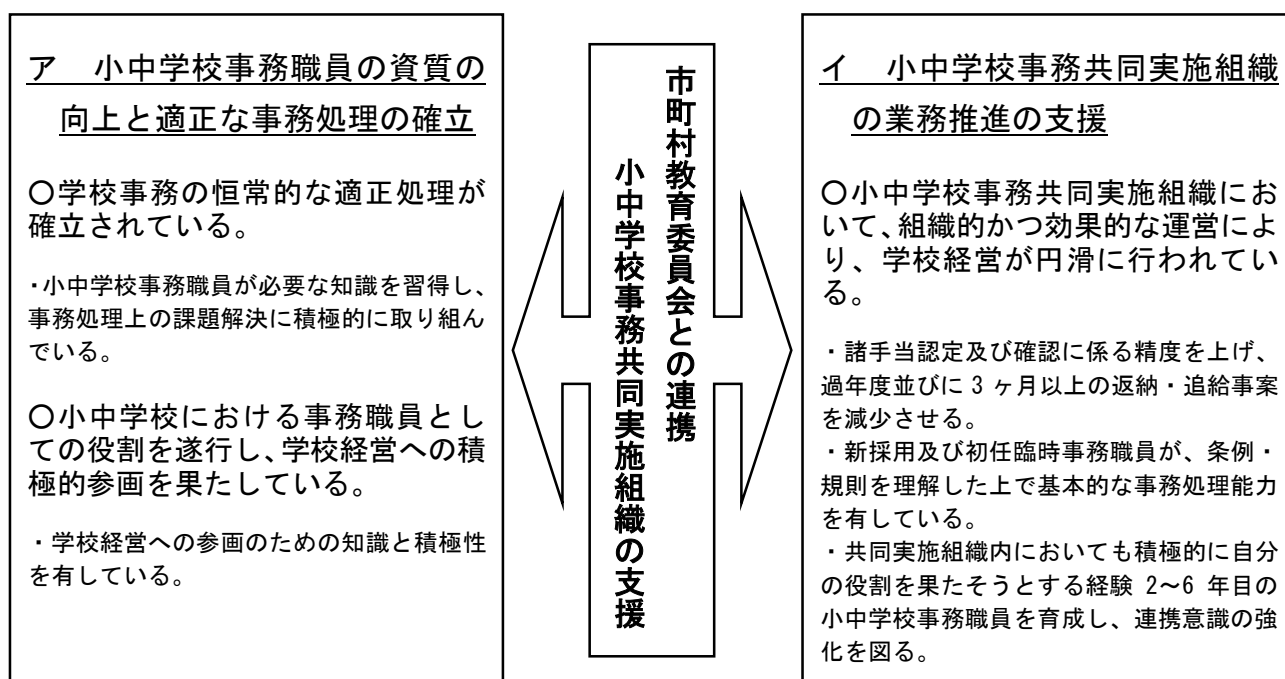 ア　小中学校事務職員の資質の
向上と適正な事務処理の確立
○学校事務の恒常的な適正処理が
確立されている。
・小中学校事務職員が必要な知識を習得し、
事務処理上の課題解決に積極的に取り組ん
でいる。
○小中学校における事務職員とし
ての役割を遂行し、学校経営への積
極的参画を果たしている。
・学校経営への参画のための知識と積極性
を有している。
市町村教育委員会との連携
小中学校事務共同実施組織の支援
イ　小中学校事務共同実施組織
の業務推進の支援
○小中学校事務共同実施組織にお
いて、組織的かつ効果的な運営によ
り、学校経営が円滑に行われてい
る。
・諸手当認定及び確認に係る精度を上げ、
過年度並びに3ヶ月以上の返納・追給事案
を減少させる。
・新採用及び初任臨時事務職員が、条例・
規則を理解した上で基本的な事務処理能力
を有している。
・共同実施組織内においても積極的に自分
の役割を果たそうとする経験 2～6 年目の
小中学校事務職員を育成し、連携意識の強
化を図る。